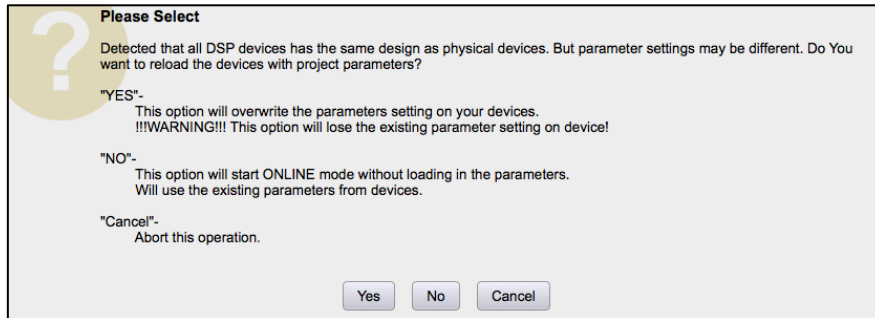 ?
Please Select
Detected that all DSP devices has the same design as physical devices. But parameter settings may be different. Do You
want to reload the devices with project parameters?
"YES"-
This option will overwrite the parameters setting on your devices.
!!!WARNING!!! This option will lose the existing parameter setting on device!
"NO"-
This option will start ONLINE mode without loading in the parameters.
Will use the existing parameters from devices.
"Cancel"-
Abort this operation.
Yes No Cancel